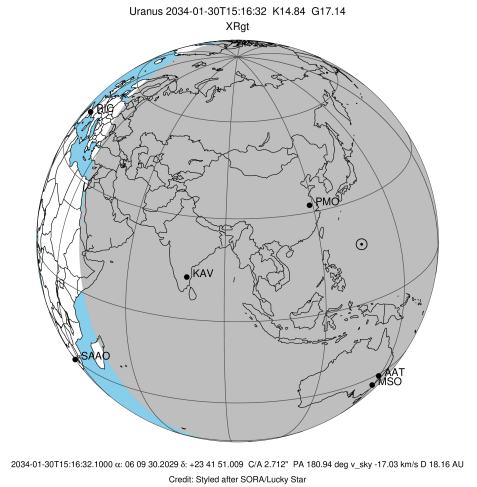 Uranus 2034-01-30T15:16:32 K14.84 G17.14
XRgt
PIC
PMO
KAV
SAAO
AAT
MSO
2034-01-30T15:16:32.1000 α: 06 09 30.2029 δ: +23 41 51.009 C/A 2.712" PA 180.94 deg v_sky -17.03 km/s D 18.16 AU
Credit: Styled after SORA/Lucky Star